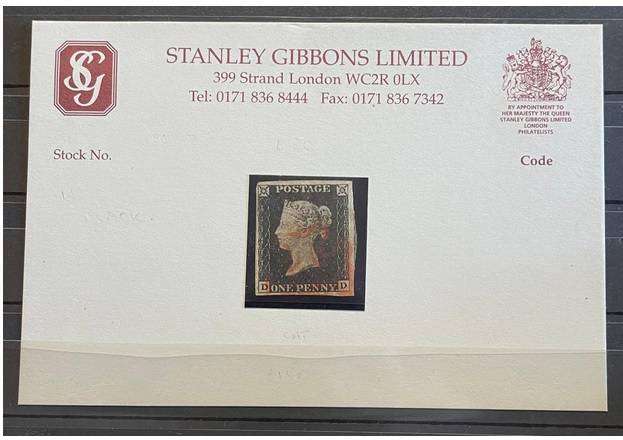 SG
STANLEY GIBBONS LIMITED
399 Strand London WC2R 0LX
Tel: 0171 836 8444 Fax: 0171 836 7342
BY APPOINTMENT TO
HER MAJESTY THE QUEEN
STANLEY GIBBONS LIMITED
LONDON
PHILATELISTS
Stock No.
Code
POSTAGE
D ONE PENNY D